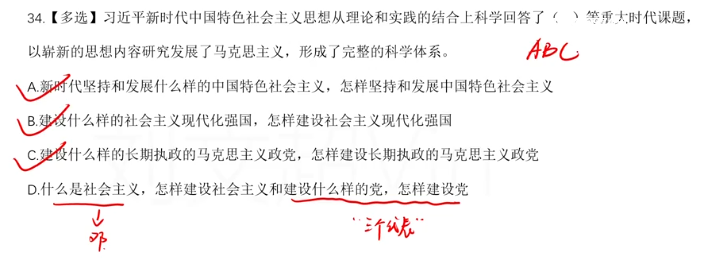 34.【多选】习近平新时代中国特色社会主义思想从理论和实践的结合上科学回答了（ ）等重大时代课题，
以崭新的思想内容研究发展了马克思主义，形成了完整的科学体系。
ABC
A.新时代坚持和发展什么样的中国特色社会主义，怎样坚持和发展中国特色社会主义
B.建设什么样的社会主义现代化强国，怎样建设社会主义现代化强国
C.建设什么样的长期执政的马克思主义政党，怎样建设长期执政的马克思主义政党
D.什么是社会主义，怎样建设社会主义和建设什么样的党，怎样建设党
邓
"三个代表"